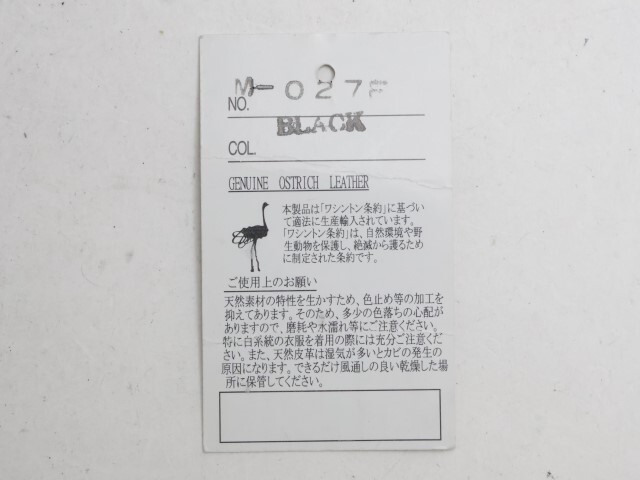 M-027F
NO.
BLACK
COL.
GENUINE OSTRICH LEATHER
本製品は「ワシントン条約」に基づい
て適法に生産輸入されています。
「ワシントン条約」は、自然環境や野
生動物を保護し、絶滅から護るため
に制定された条約です。
ご使用上のお願い
天然素材の特性を生かすため、色止め等の加工を
抑えてあります。そのため、多少の色落ちの心配が
ありますので、磨耗や水濡れ等にご注意ください。
特に白系統の衣服を着用の際には充分ご注意くだ
さい。また、天然皮革は湿気が多いとカビの発生の
原因になります。できるだけ風通しの良い乾燥した場
所に保管してください。